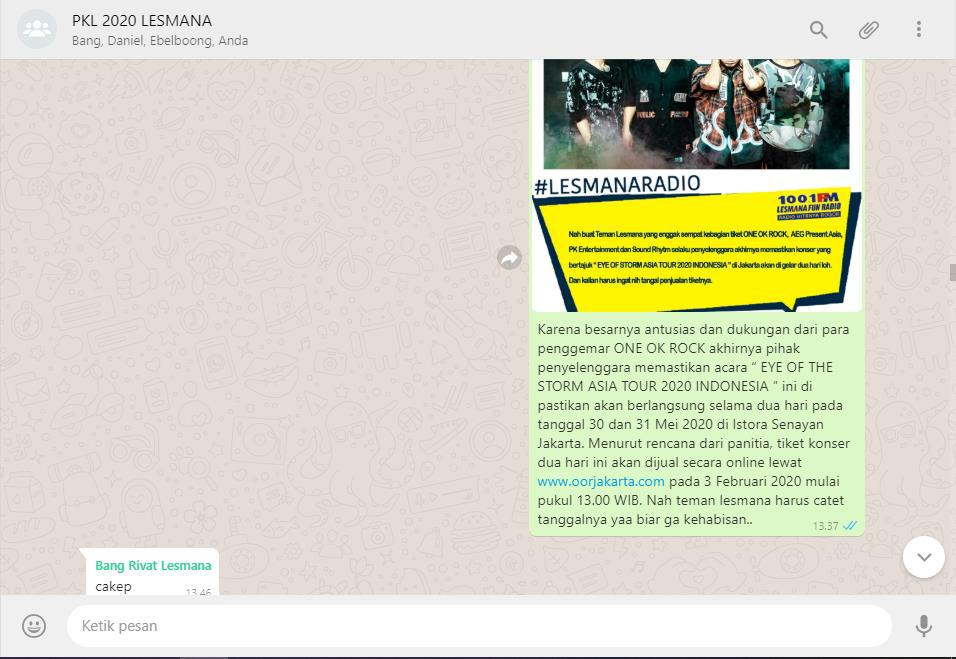 PKL 2020 LESMANA
Bang, Daniel, Ebelboong, Anda
PUBLIC
#LESMANARADIO
100.1FM
LESMANA FUN RADIO
RADIO HITSNYA BOGOR
Nah buat Teman Lesmana yang enggak sempat kebagian tiket ONE OK ROCK, AEG Present Asia,
PK Entertainment dan Sound Rhytm selaku penyelenggara akhirnya memastikan konser yang
bertajuk “ EYE OF STORM ASIA TOUR 2020 INDONESIA ” di Jakarta akan di gelar dua hari loh.
Dan kalian harus ingat nih tangal penjualan tiketnya.
Karena besarnya antusias dan dukungan dari para
penggemar ONE OK ROCK akhirnya pihak
penyelenggara memastikan acara “ EYE OF THE
STORM ASIA TOUR 2020 INDONESIA ” ini di
pastikan akan berlangsung selama dua hari pada
tanggal 30 dan 31 Mei 2020 di Istora Senayan
Jakarta. Menurut rencana dari panitia, tiket konser
dua hari ini akan dijual secara online lewat
www.oorjakarta.com pada 3 Februari 2020 mulai
pukul 13.00 WIB. Nah teman lesmana harus catet
tanggalnya yaa biar ga kehabisan..
13.37
Bang Rivat Lesmana
cakep
13.46
Ketik pesan